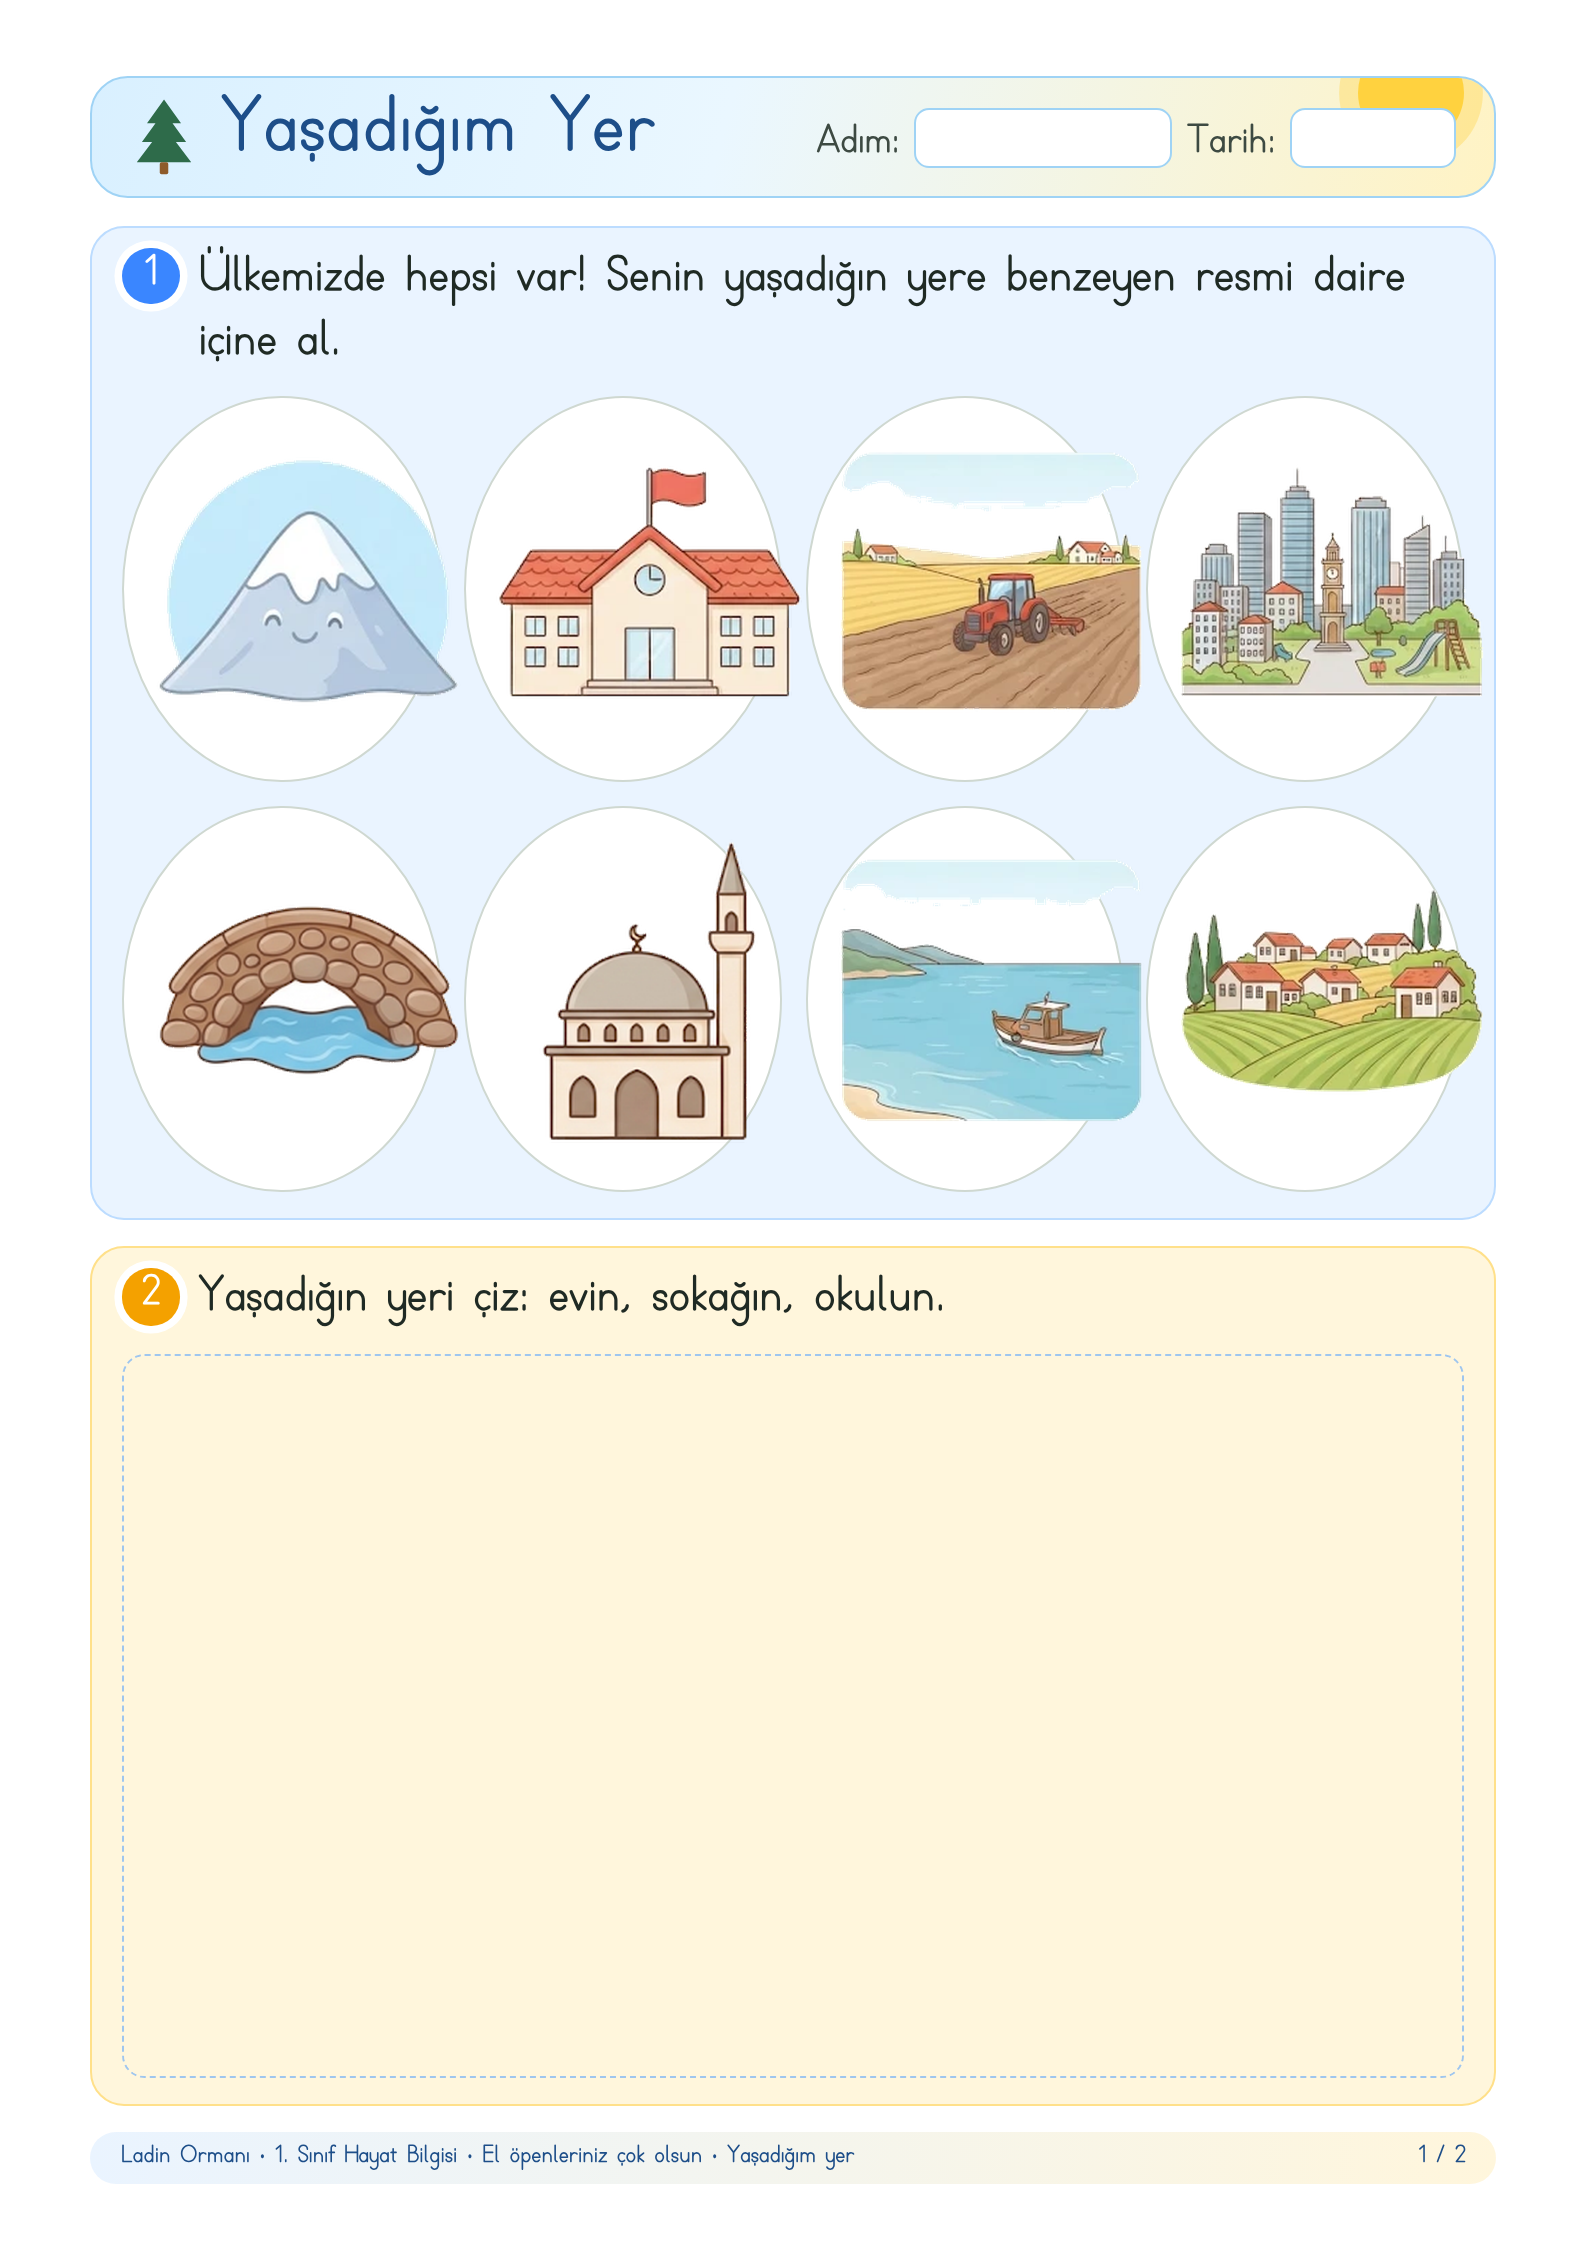 Yaşadığım Yer
Adım:
Tarih:
1
Ülkemizde hepsi var! Senin yaşadığın yere benzeyen resmi daire
içine al.
2
Yaşadığın yeri çiz: evin, sokağın, okulun.
Ladin Ormanı • 1. Sınıf Hayat Bilgisi • El öpenleriniz çok olsun • Yaşadığım yer
1 / 2